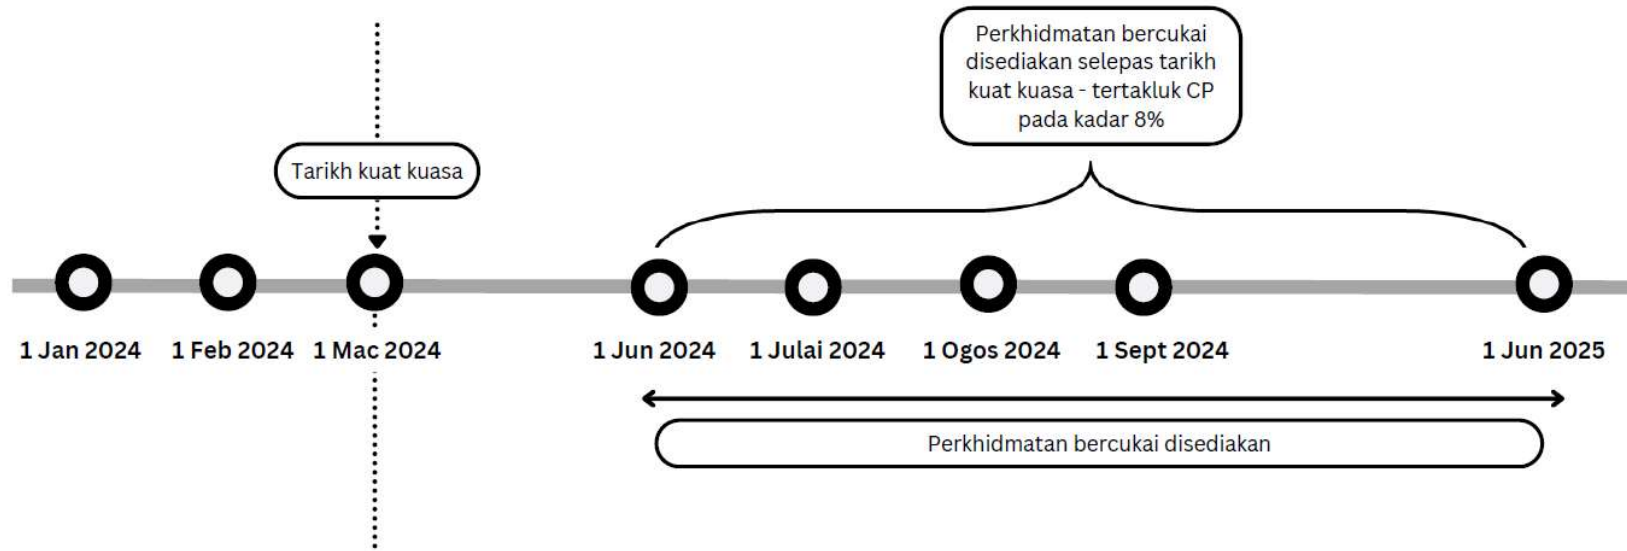 Perkhidmatan bercukai
disediakan selepas tarikh
kuat kuasa - tertakluk CP
pada kadar 8%
Tarikh kuat kuasa
1 Jan 2024
1 Feb 2024
1 Mac 2024
1 Jun 2024
1 Julai 2024
1 Ogos 2024
1 Sept 2024
1 Jun 2025
Perkhidmatan bercukai disediakan